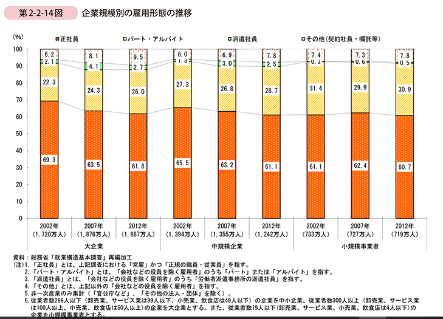 第2-2-14図 企業規模別の雇用形態の推移
(%)
正社員 パート・アルバイト 派遣社員 その他（契約社員・嘱託等）
100
90
80
70
60
50
40
30
20
10
0
6.2 8.1 9.5 6.0 6.9 7.8 7.4 7.3 7.8
2.1 4.1 2.7 1.3 3.0 2.5 0.3 0.6 0.5
22.3 24.3 26.0 27.2 26.8 28.7 31.4 29.9 30.9
69.3 63.5 61.8 65.5 63.2 61.1 61.1 62.4 60.7
2002年 2007年 2012年 2002年 2007年 2012年 2002年 2007年 2012年
(1,720万人) (1,876万人) (1,887万人) (1,394万人) (1,355万人) (1,242万人) (733万人) (727万人) (719万人)
大企業 中規模企業 小規模事業者
資料：総務省「就業構造基本調査」再編加工
(注)1.「正社員」とは、上記調査における「常雇」かつ「正規の職員・従業員」を指す。
2.「パート・アルバイト」とは、「会社などの役員を除く雇用者」のうち「パート」または「アルバイト」を指す。
3.「派遣社員」とは、「会社などの役員を除く雇用者」のうち「労働者派遣事業所の派遣社員」を指す。
4.「その他」とは、上記以外の「会社などの役員を除く雇用者」を指す。
5.非一次産業のみ集計（「官公庁など」、「その他の法人・団体」を除く）。
6.従業者数299人以下（卸売業、サービス業は99人以下、小売業、飲食店は49人以下）の企業を中小企業、従業者数300人以上（卸売業、サービス業
は100人以上、小売業、飲食店は50人以上）の企業を大企業とする。また、従業者数19人以下（卸売業、サービス業、小売業、飲食店は4人以下）の
企業を小規模事業者とする。